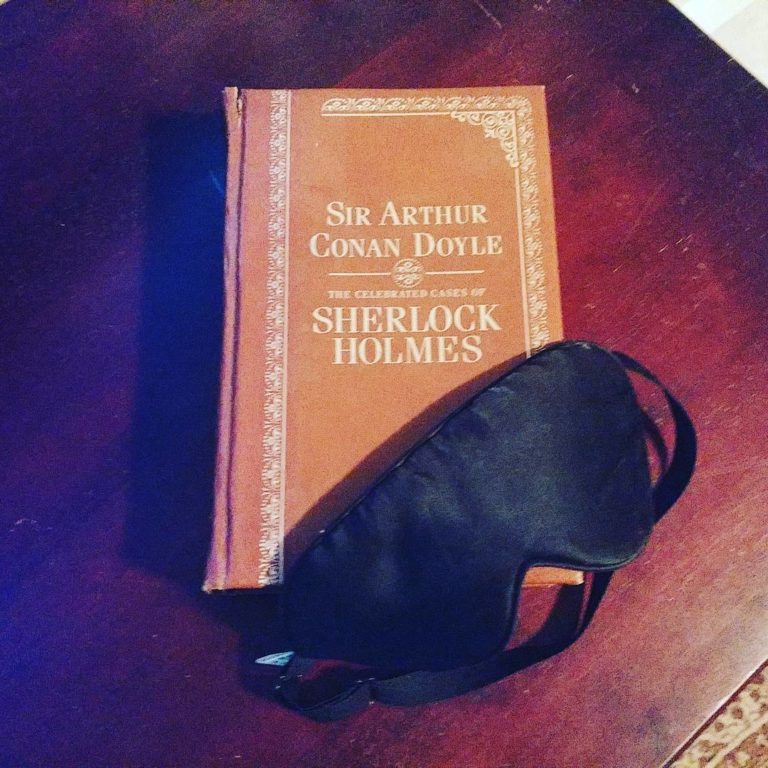 SIR ARTHUR
CONAN DOYLE
THE CELEBRATED CASES OF
SHERLOCK
HOLMES